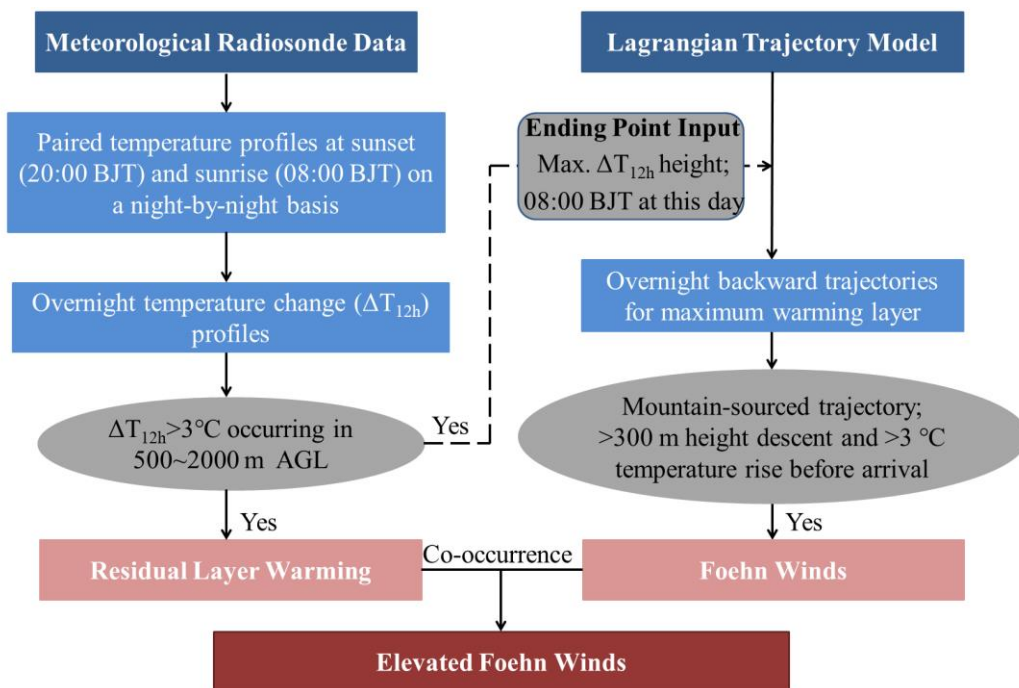 Meteorological Radiosonde Data
Paired temperature profiles at sunset
(20:00 BJT) and sunrise (08:00 BJT) on
a night-by-night basis
Overnight temperature change (ΔT12h)
profiles
ΔT12h>3℃ occurring in
500~2000 m AGL
Yes
Yes
Residual Layer Warming
Lagrangian Trajectory Model
Ending Point Input
Max. ΔT12h height;
08:00 BJT at this day
Overnight backward trajectories
for maximum warming layer
Mountain-sourced trajectory;
>300 m height descent and >3 ℃
temperature rise before arrival
Yes
Foehn Winds
Co-occurrence
Elevated Foehn Winds